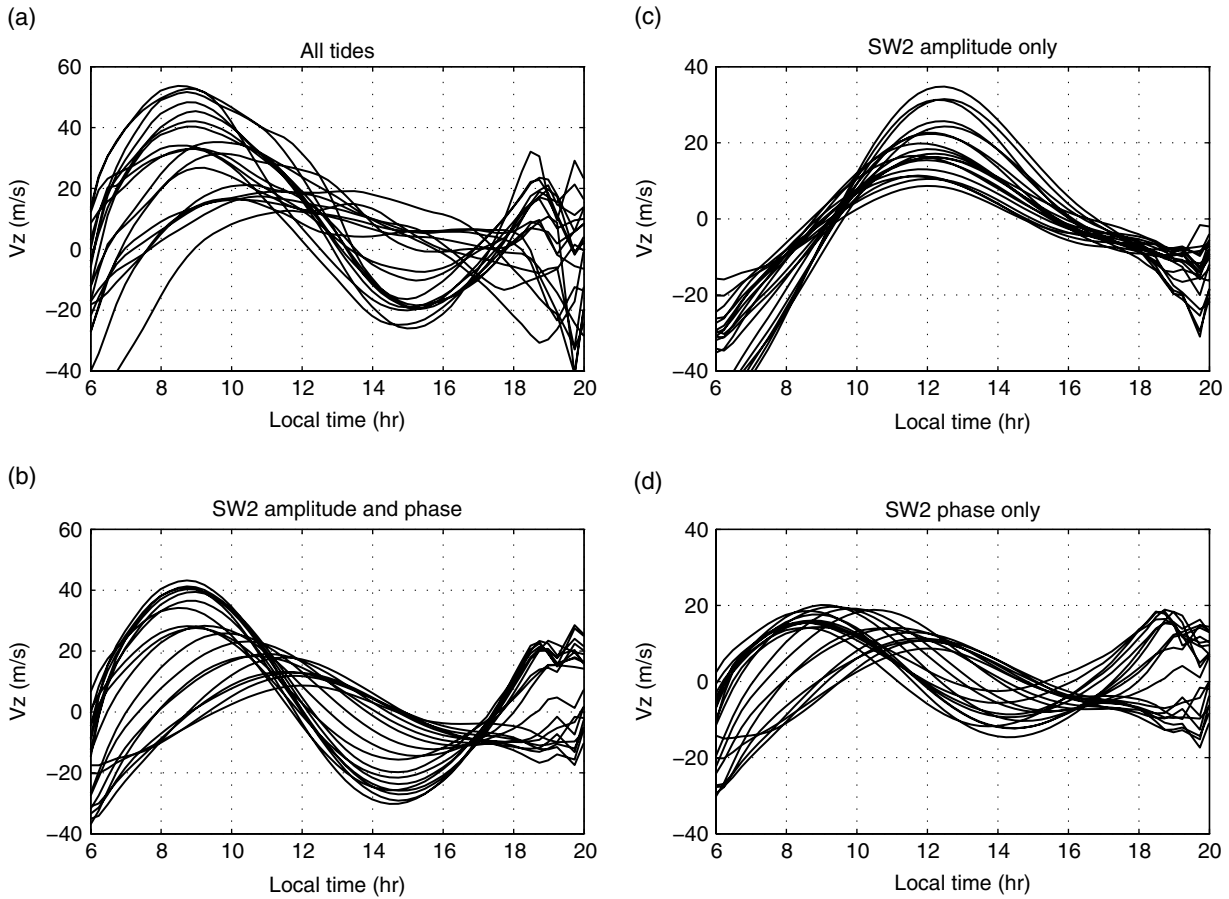 (a)
All tides
60
40
20
0
−20
−40
Vz (m/s)
6 8 10 12 14 16 18 20
Local time (hr)
(b)
SW2 amplitude and phase
60
40
20
0
−20
−40
Vz (m/s)
6 8 10 12 14 16 18 20
Local time (hr)
(c)
SW2 amplitude only
40
20
0
−20
−40
Vz (m/s)
6 8 10 12 14 16 18 20
Local time (hr)
(d)
SW2 phase only
40
20
0
−20
−40
Vz (m/s)
6 8 10 12 14 16 18 20
Local time (hr)